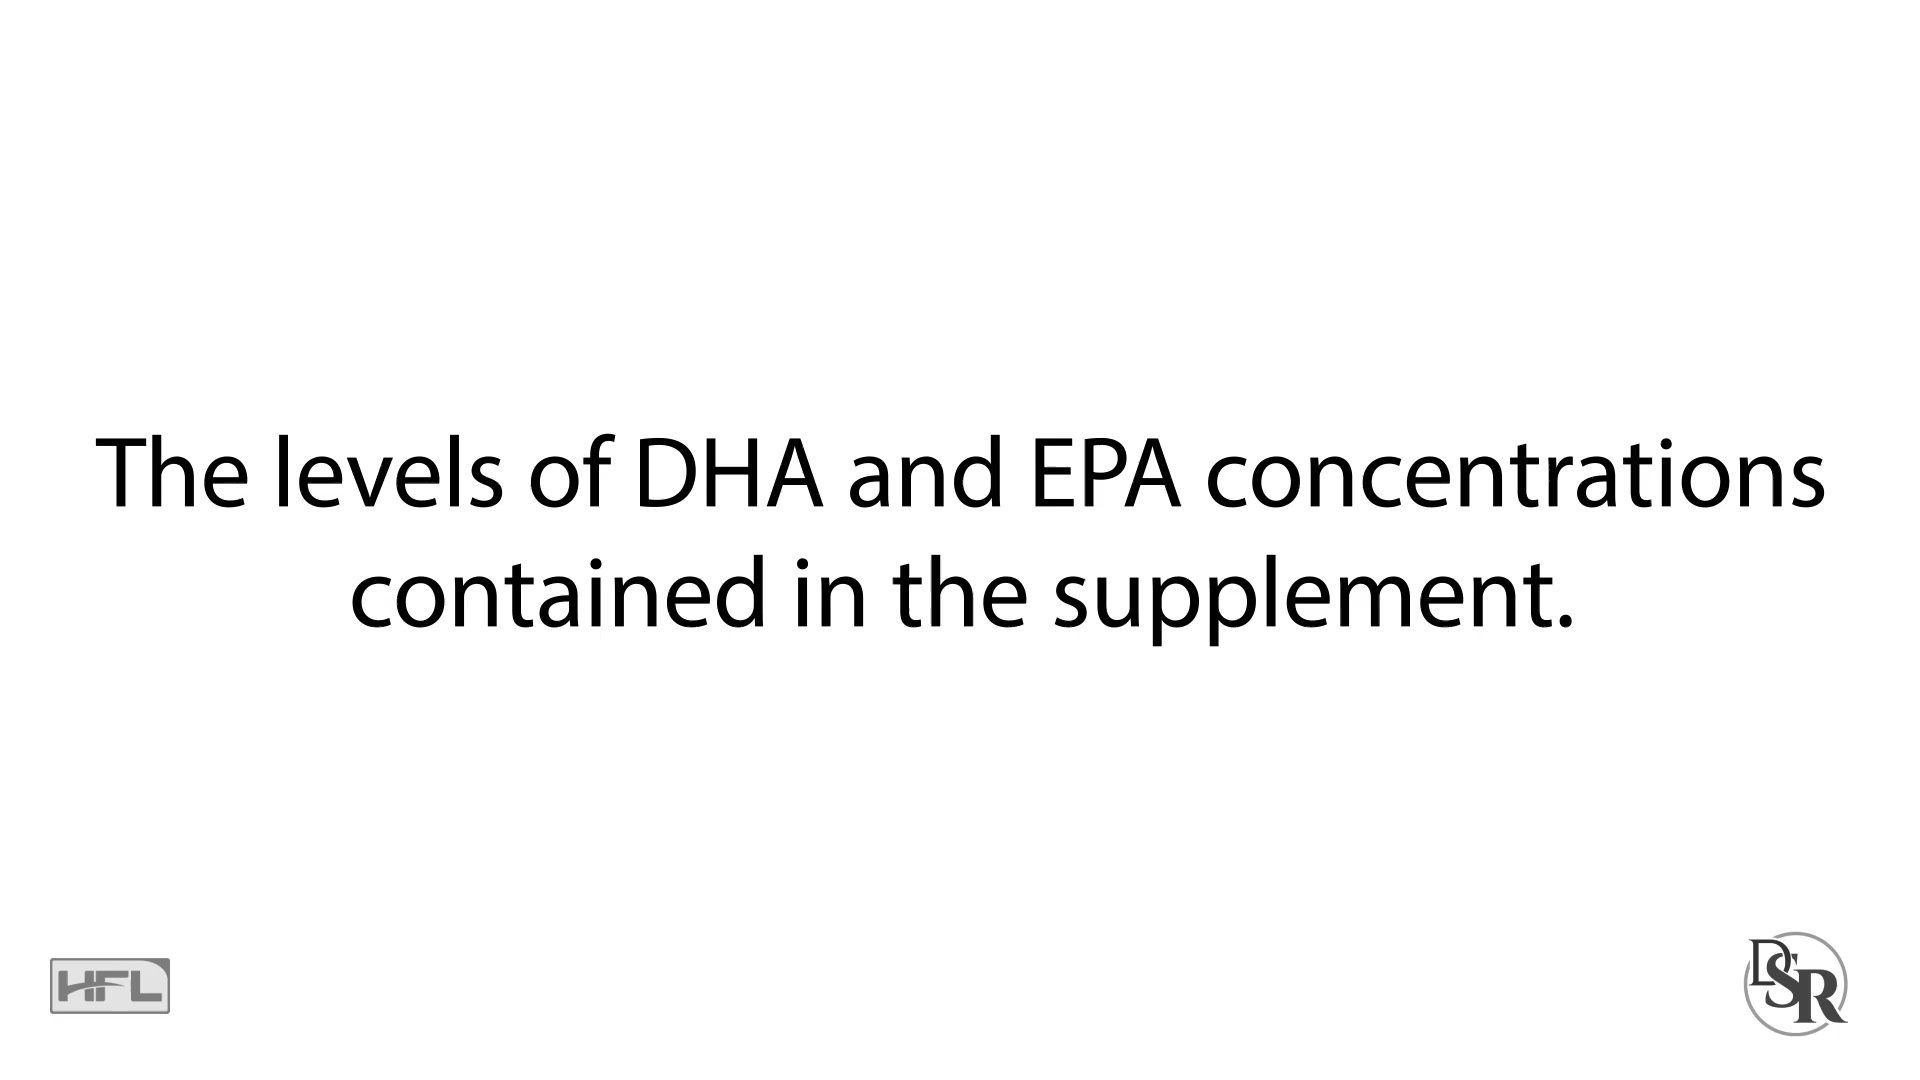 The levels of DHA and EPA concentrations
contained in the supplement.
HFL
DSR